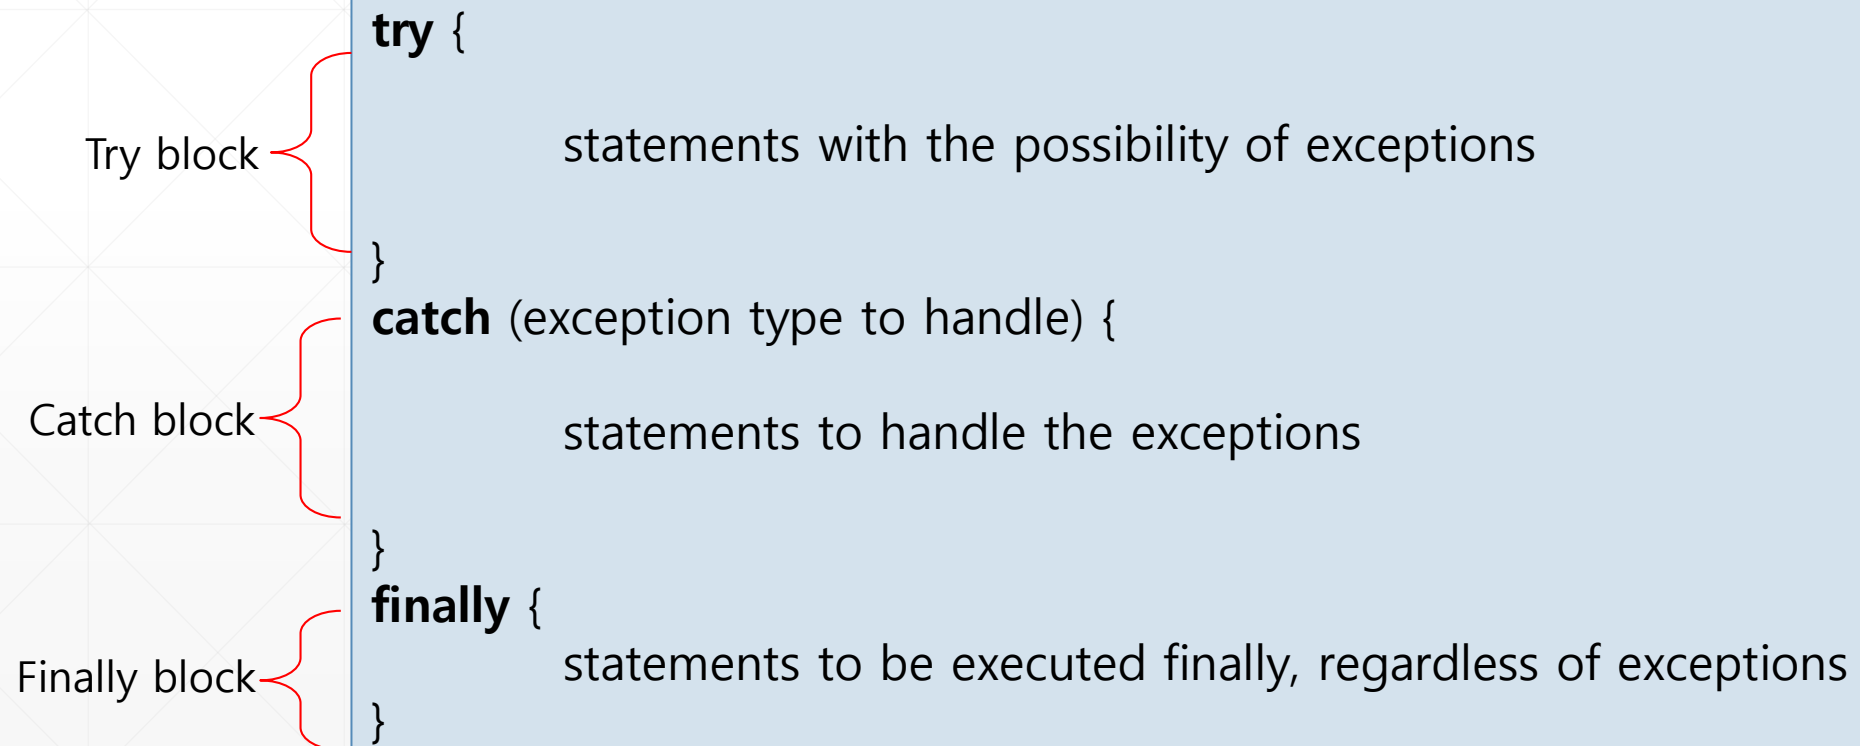 try {
Try block
statements with the possibility of exceptions
}
catch (exception type to handle) {
Catch block
statements to handle the exceptions
}
finally {
Finally block
statements to be executed finally, regardless of exceptions
}